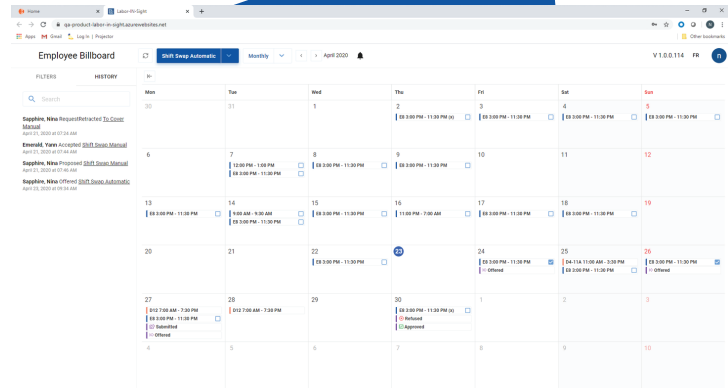 Home
Labor-IN-Sight
qa-product-labor-in-sight.azurewebsites.net
n
Apps M Gmail Log In | Projector Other bookmarks
Employee Billboard
Shift Swap Automatic
Monthly
April 2020
V 1.0.0.114 FR n
FILTERS HISTORY
Search
Sapphire, Nina RequestRetracted To Cover
Manual
April 21, 2020 at 07:24 AM
Emerald, Yann Accepted Shift Swap Manual
April 21, 2020 at 07:44 AM
Sapphire, Nina Proposed Shift Swap Manual
April 21, 2020 at 07:46 AM
Sapphire, Nina Offered Shift Swap Automatic
April 23, 2020 at 09:34 AM
Mon Tue Wed Thu Fri Sat Sun
30 31 1 2 3 4 5
E8 3:00 PM - 11:30 PM (x) E8 3:00 PM - 11:30 PM E8 3:00 PM - 11:30 PM E8 3:00 PM - 11:30 PM
6 7 8 9 10 11 12
12:00 PM - 1:00 PM E8 3:00 PM - 11:30 PM E8 3:00 PM - 11:30 PM
E8 3:00 PM - 11:30 PM
13 14 15 16 17 18 19
E8 3:00 PM - 11:30 PM 9:00 AM - 9:30 AM E8 3:00 PM - 11:30 PM 11:00 PM - 7:00 AM E8 3:00 PM - 11:30 PM E8 3:00 PM - 11:30 PM
E8 3:00 PM - 11:30 PM
20 21 22 23 24 25 26
E8 3:00 PM - 11:30 PM E8 3:00 PM - 11:30 PM D4-11A 11:00 AM - 3:30 PM E8 3:00 PM - 11:30 PM
Offered E8 3:00 PM - 11:30 PM Offered
27 28 29 30 1 2 3
D12 7:00 AM - 7:30 PM D12 7:00 AM - 7:30 PM E8 3:00 PM - 11:30 PM (x)
E8 3:00 PM - 11:30 PM Refused
Submitted Approved
Offered
4 5 6 7 8 9 10